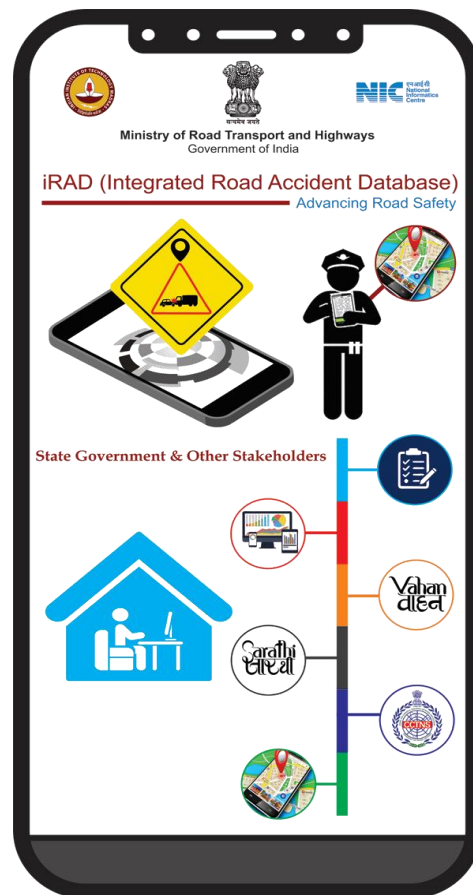 NIC
एनआईसी
National
Informatics
Centre
सत्यमेव जयते
Ministry of Road Transport and Highways
Government of India
iRAD (Integrated Road Accident Database)
Advancing Road Safety
State Government & Other Stakeholders
Vahan
वाहन
Sarathi
सारथी
CCTNS